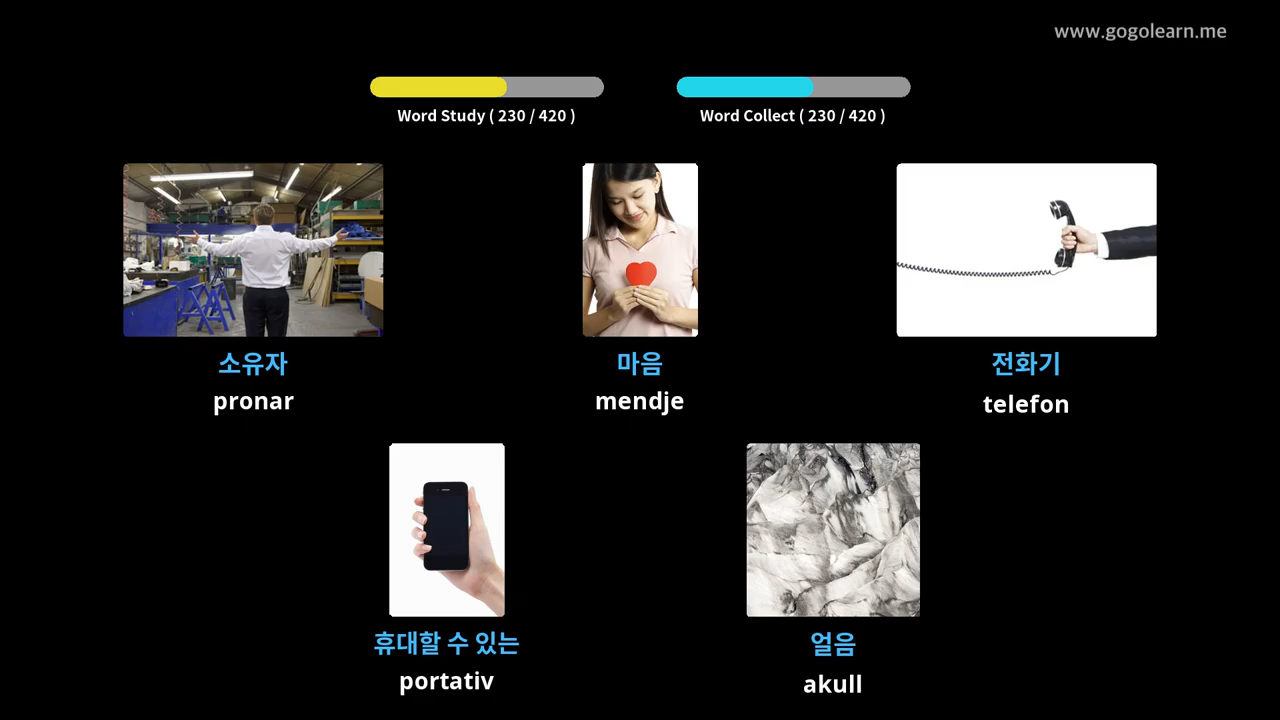 www.gogolearn.me
Word Study ( 230 / 420 )
Word Collect ( 230 / 420 )
소유자
pronar
마음
mendje
전화기
telefon
휴대할 수 있는
portativ
얼음
akull